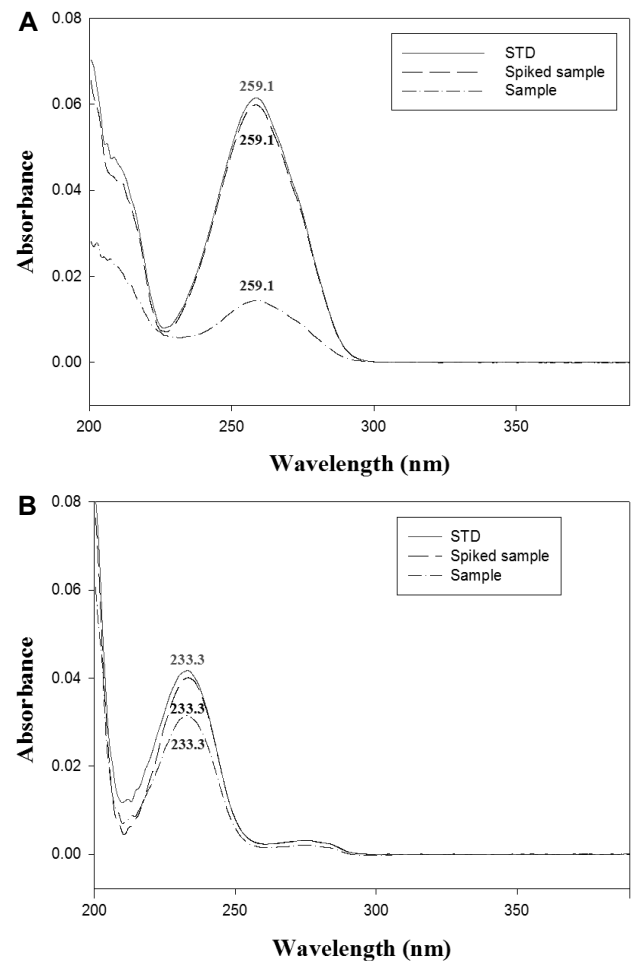 A
0.08
0.06
0.04
0.02
0.00
Absorbance
STD
Spiked sample
Sample
259.1
259.1
259.1
200
250
300
350
Wavelength (nm)
B
0.08
0.06
0.04
0.02
0.00
Absorbance
STD
Spiked sample
Sample
233.3
233.3
233.3
200
250
300
350
Wavelength (nm)